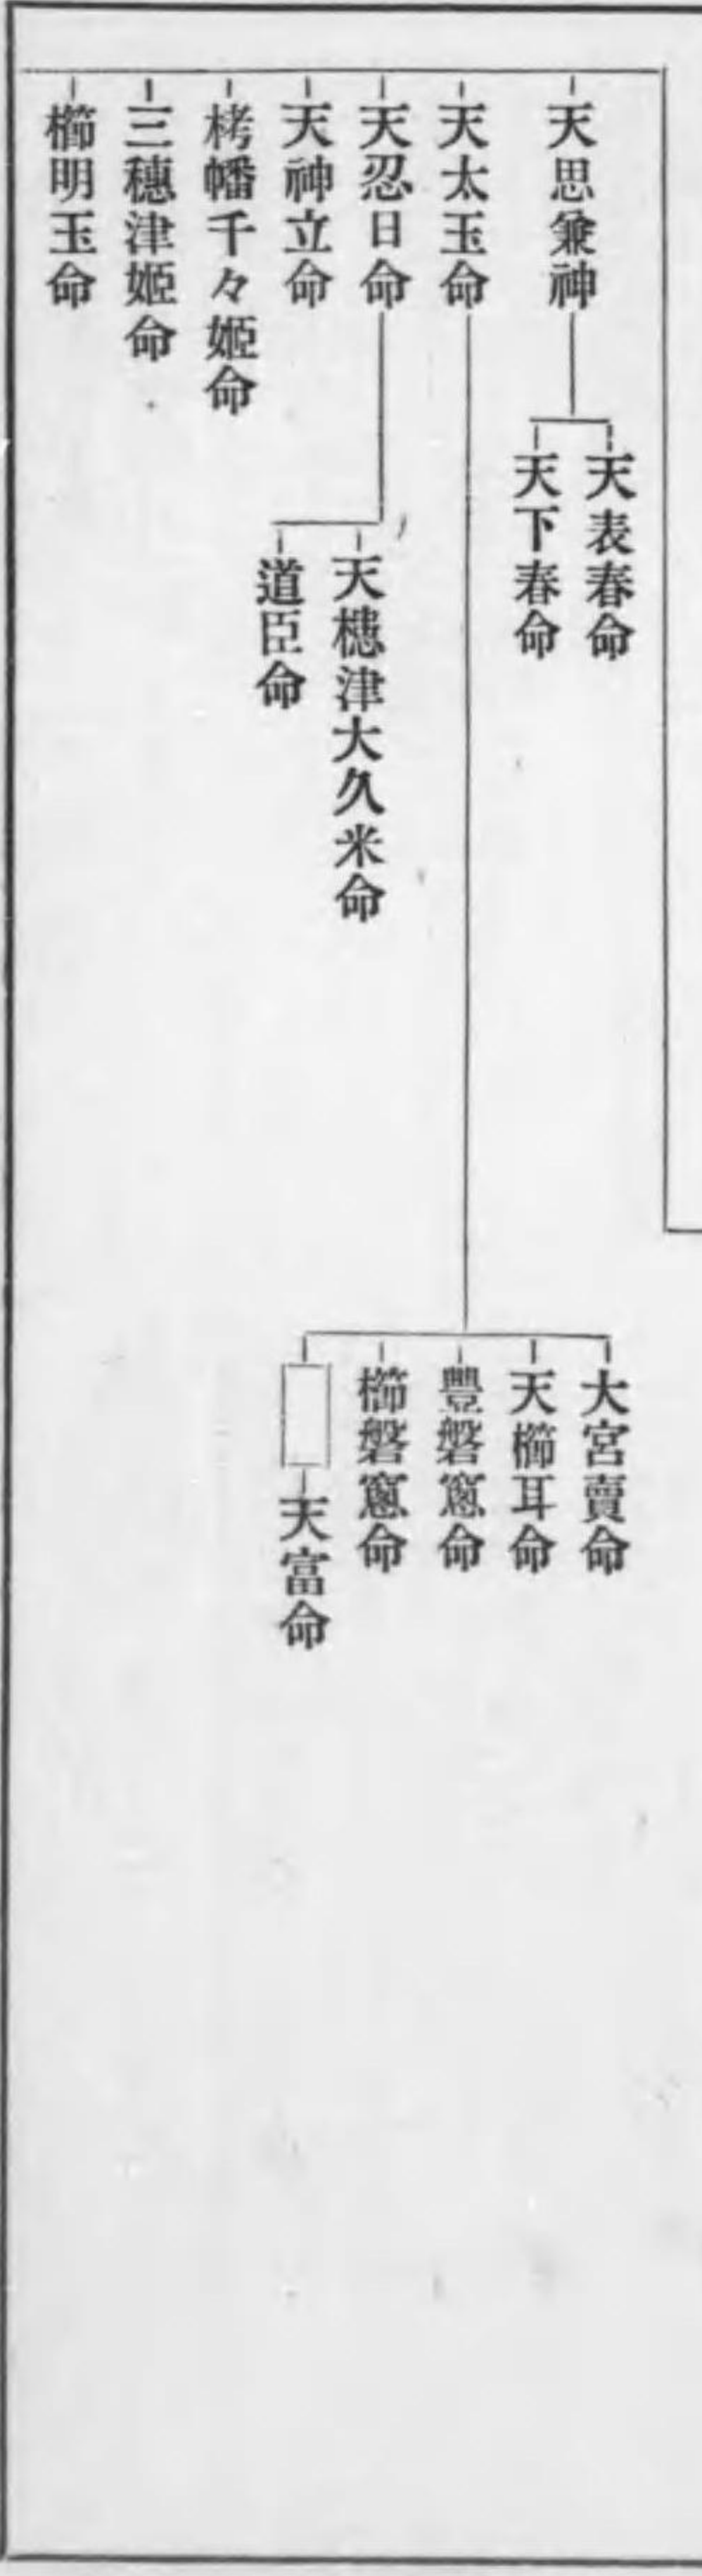 天思兼神
天表春命
天下春命
天太玉命
大宮賣命
天櫛耳命
豐磐窻命
櫛磐窻命
天富命
天忍日命
天槵津大久米命
道臣命
天神立命
栲幡千々姬命
三穗津姬命
櫛明玉命